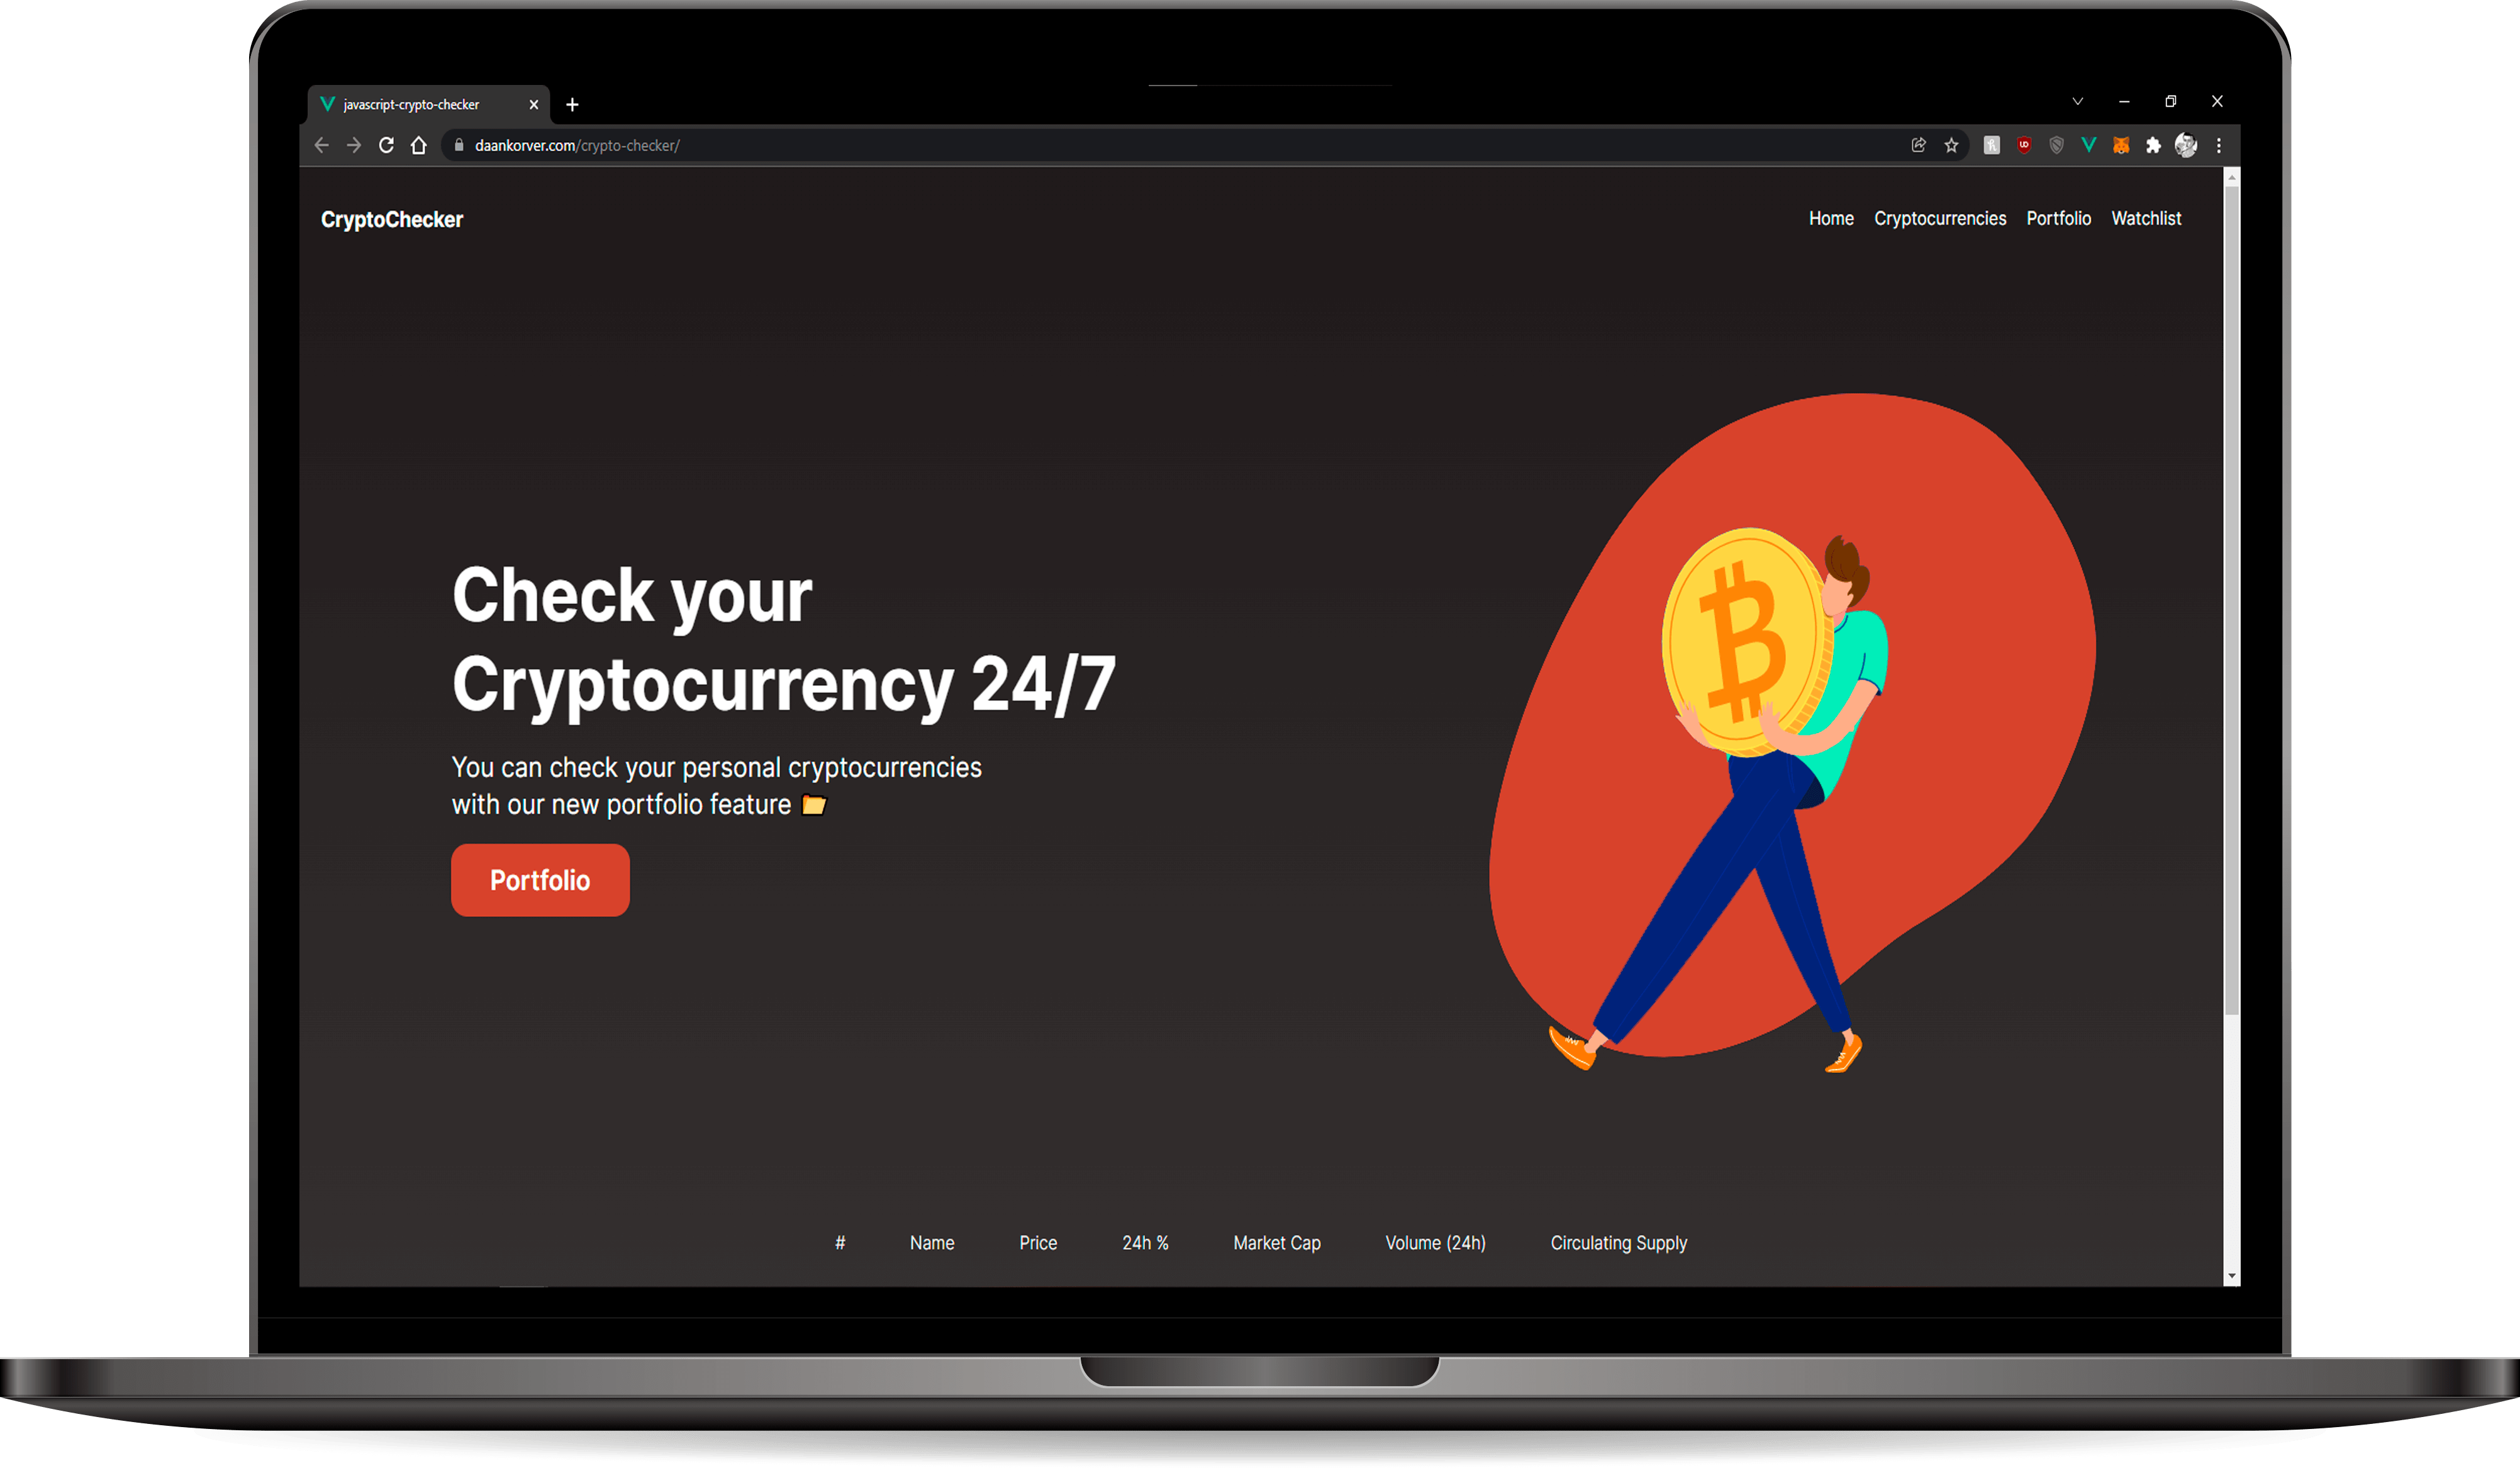 javascript-crypto-checker
daankorver.com/crypto-checker/
CryptoChecker
Home Cryptocurrencies Portfolio Watchlist
Check your
Cryptocurrency 24/7
You can check your personal cryptocurrencies
with our new portfolio feature 📁
Portfolio
# Name Price 24h % Market Cap Volume (24h) Circulating Supply